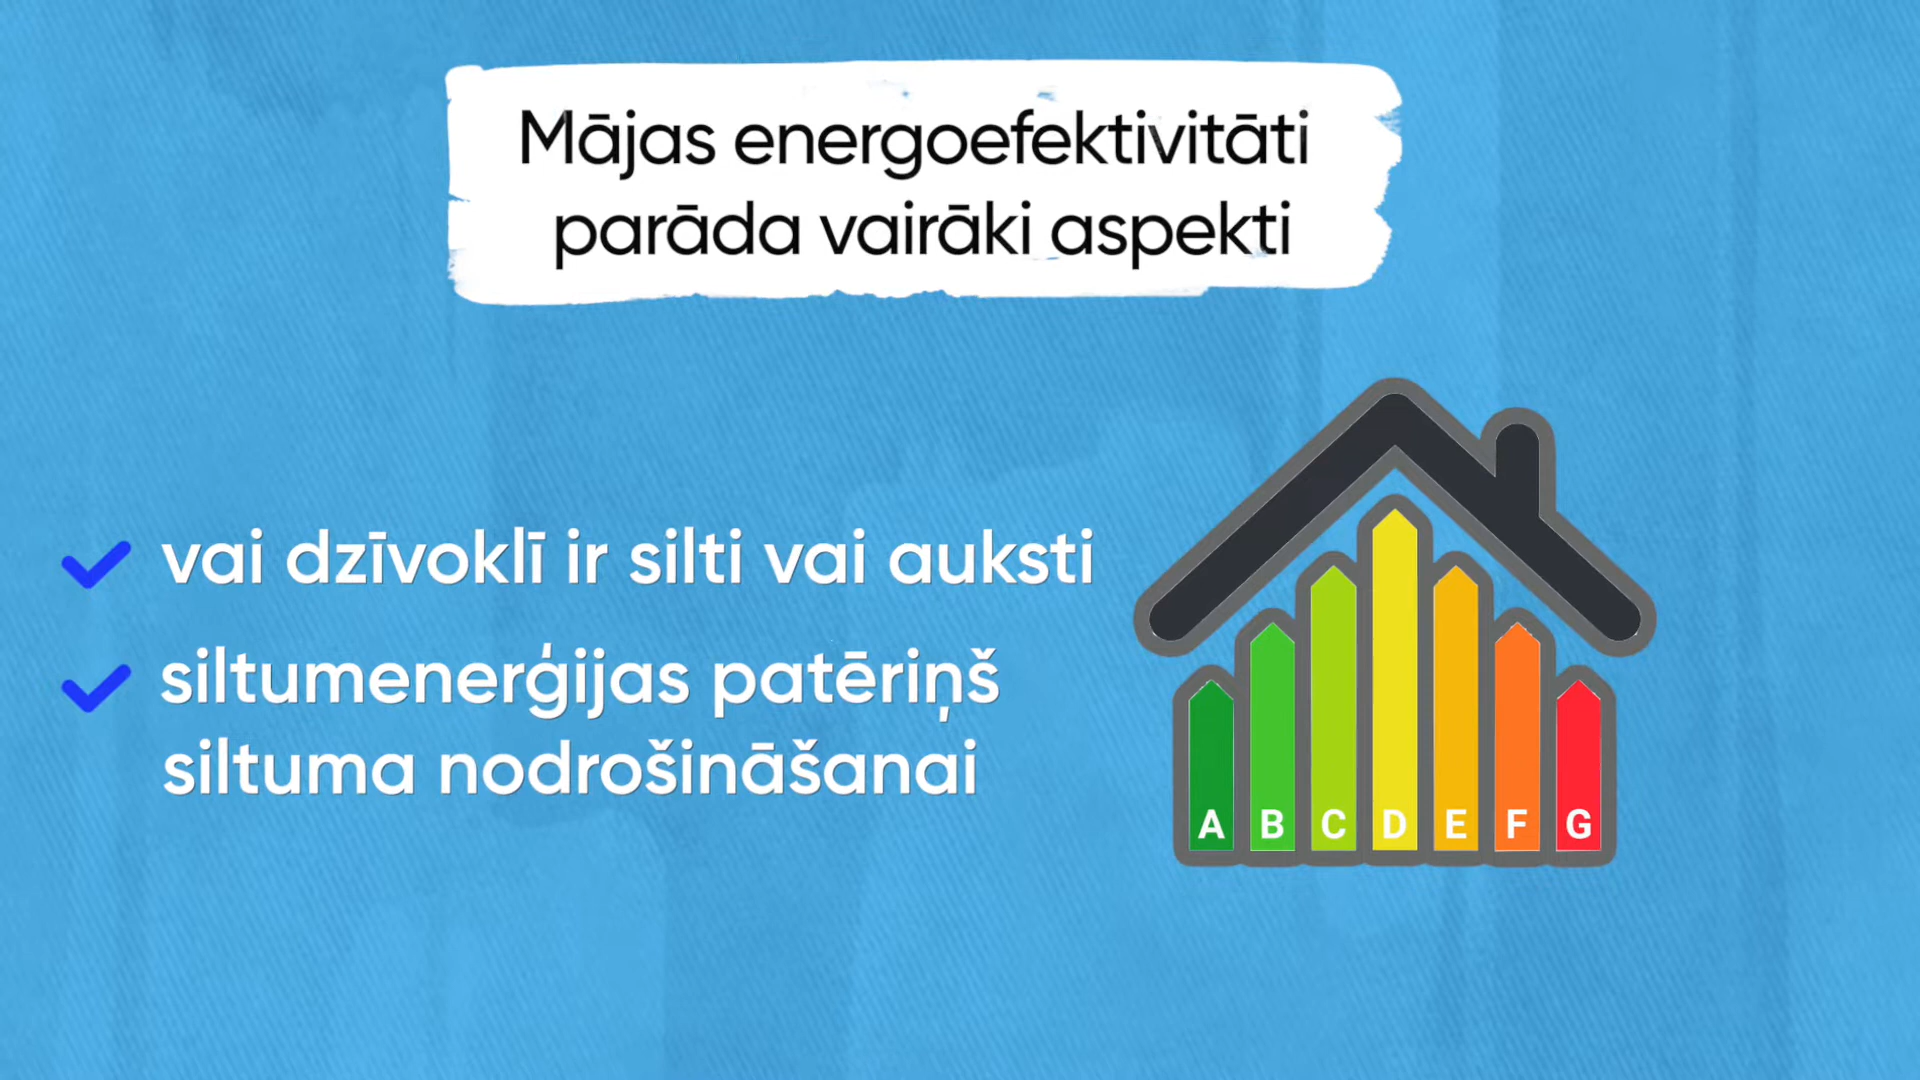 Mājas energoefektivitāti
parāda vairāki aspekti
vai dzīvoklī ir silti vai auksti
siltumenerģijas patēriņš
siltuma nodrošināšanai
A B C D E F G